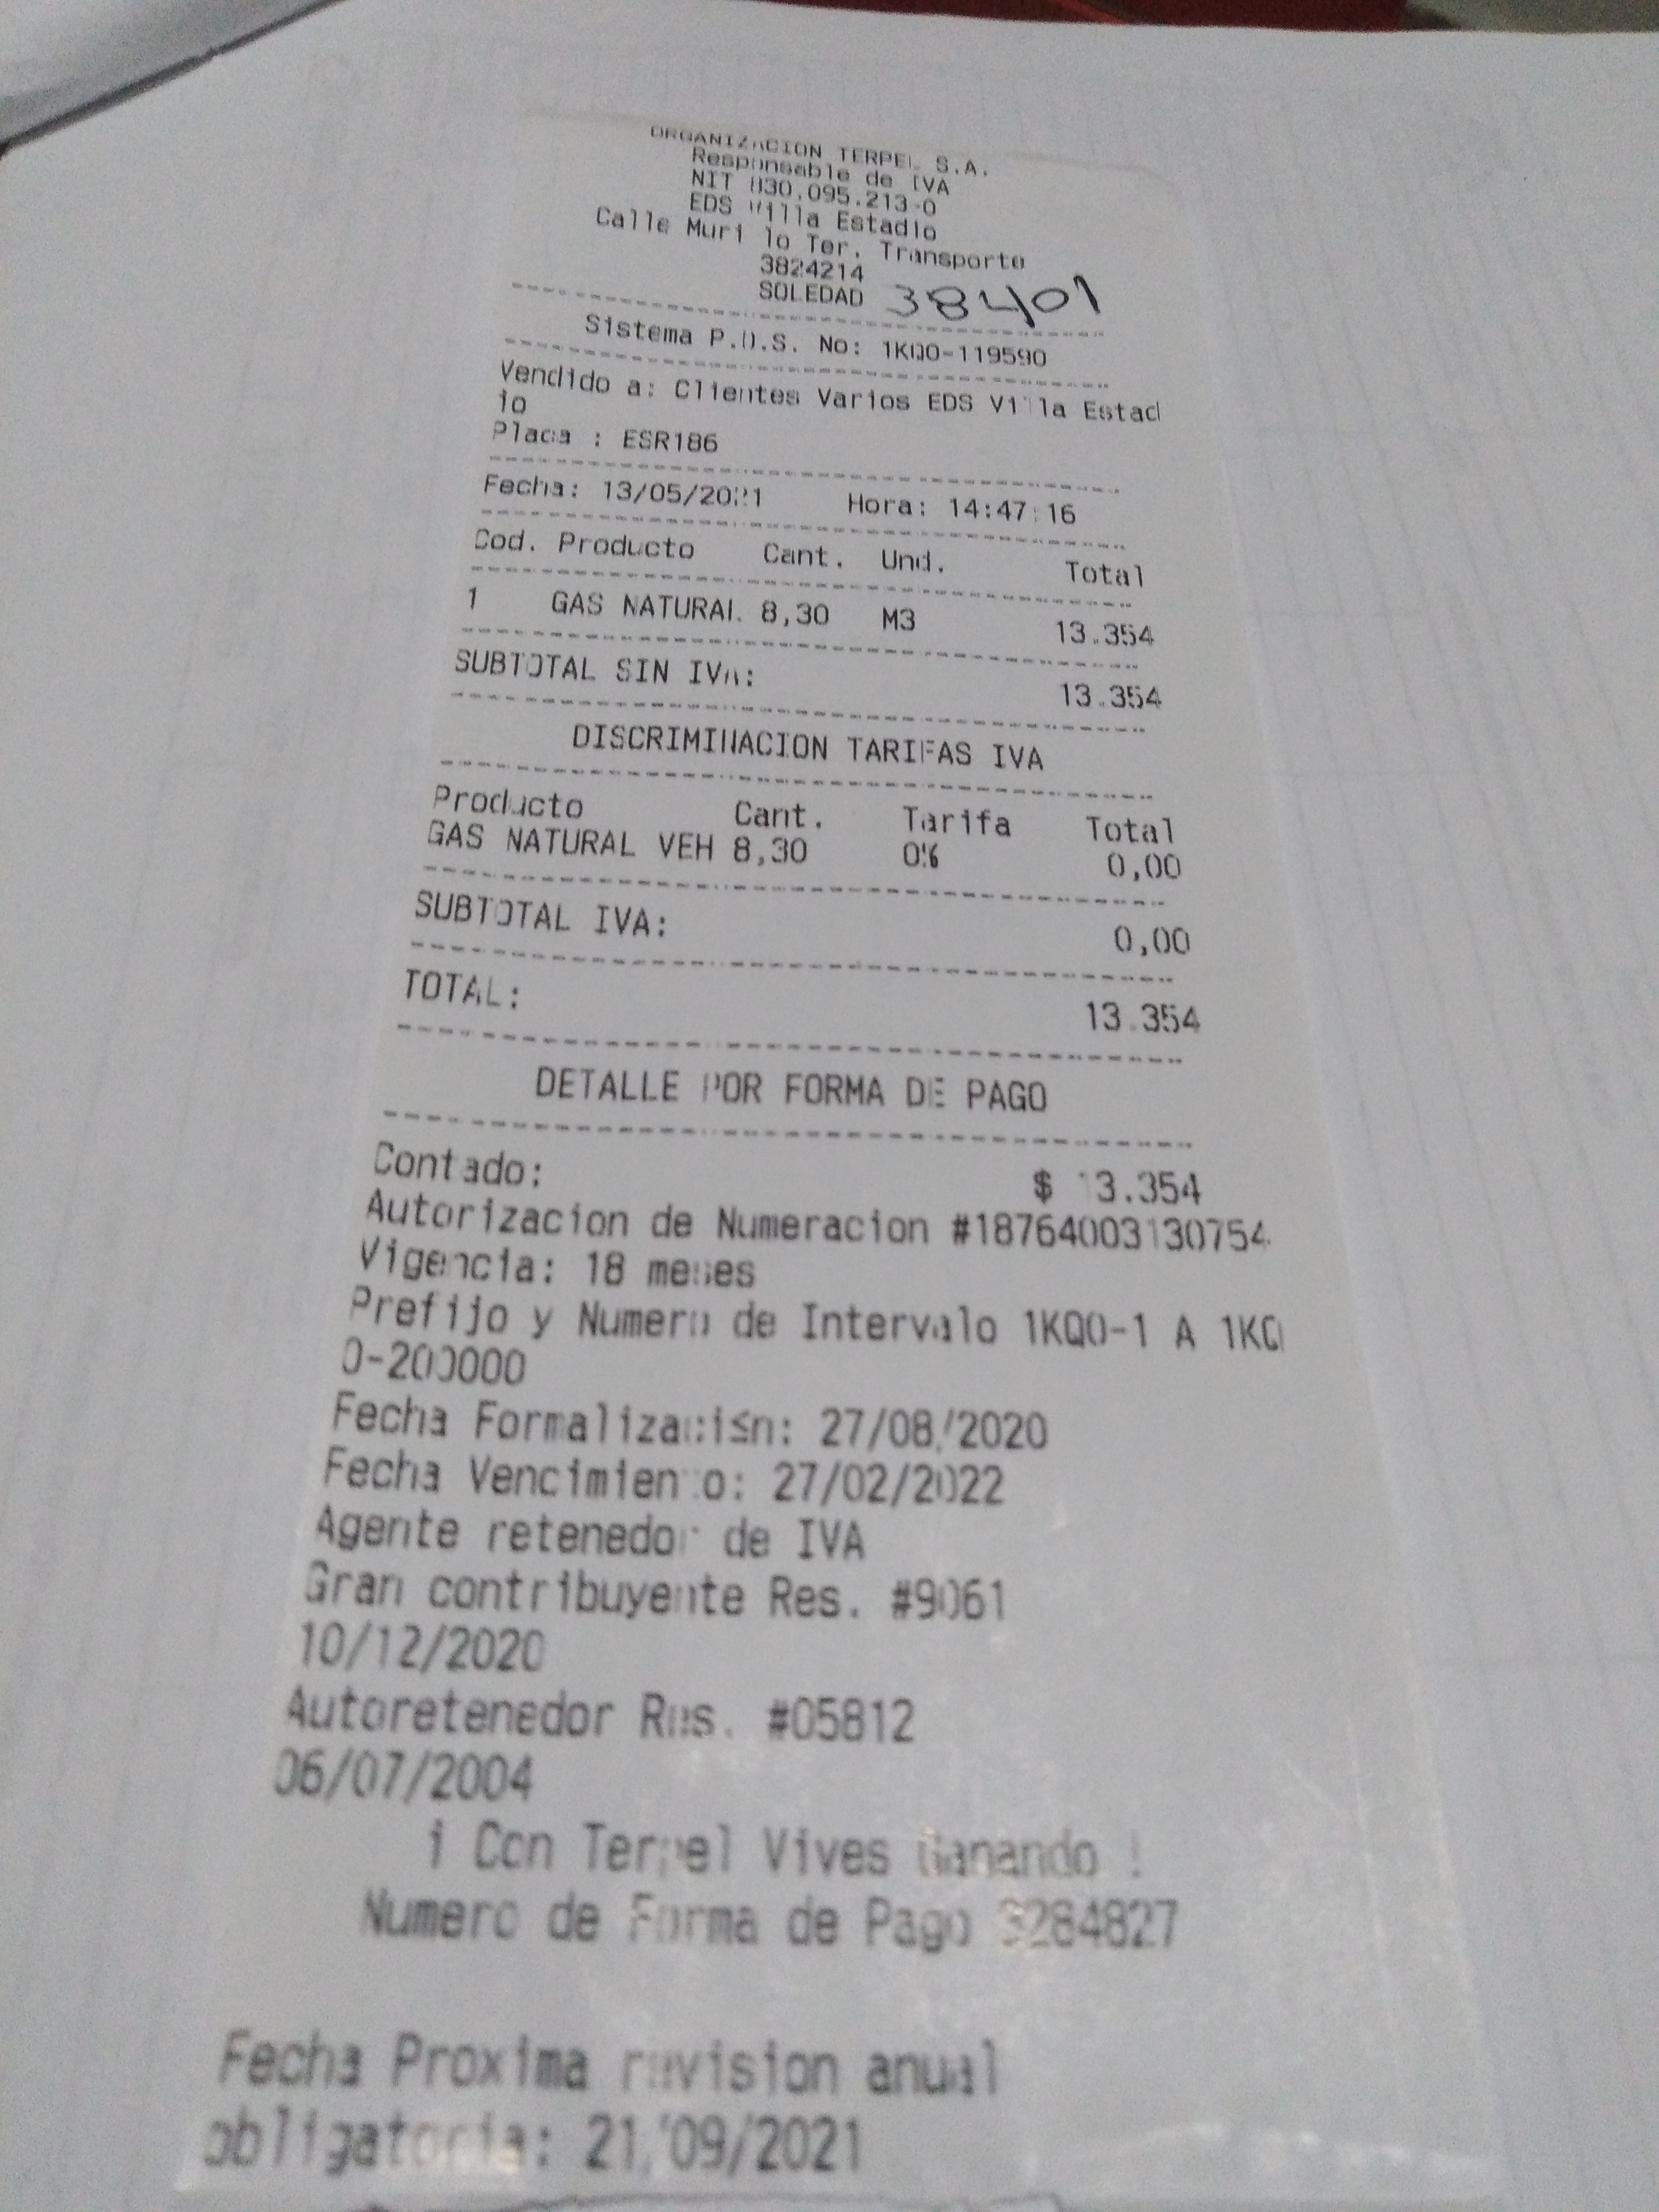 ORGANIZACION TERPEL S.A.
Responsable de IVA
NIT 830.095.213-0
EDS Villa Estadio
Calle Murillo Ter. Transporte
3824214
SOLEDAD 38401
Sistema P.O.S. No: 1KQ0-119590
Vendido a: Clientes Varios EDS Villa Estad
io
Placa : ESR186
Fecha: 13/05/2021 Hora: 14:47:16
Cod. Producto Cant. Und. Total
1 GAS NATURAL 8,30 M3 13.354
SUBTOTAL SIN IVA: 13.354
DISCRIMINACION TARIFAS IVA
Producto Cant. Tarifa Total
GAS NATURAL VEH 8,30 0% 0,00
SUBTOTAL IVA: 0,00
TOTAL: 13.354
DETALLE POR FORMA DE PAGO
Contado: $ 13.354
Autorizacion de Numeracion #18764003130754
Vigencia: 18 meses
Prefijo y Numero de Intervalo 1KQ0-1 A 1KQ
0-200000
Fecha Formalizaci≤n: 27/08/2020
Fecha Vencimiento: 27/02/2022
Agente retenedor de IVA
Gran contribuyente Res. #9061
10/12/2020
Autoretenedor Res. #05812
06/07/2004
¡ Con Terpel Vives Ganando !
Numero de Forma de Pago 3284827
Fecha Proxima revision anual
obligatoria: 21/09/2021